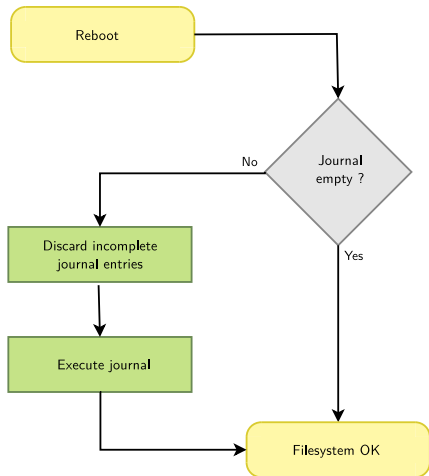 Reboot
Journal
empty ?
No
Yes
Discard incomplete
journal entries
Execute journal
Filesystem OK